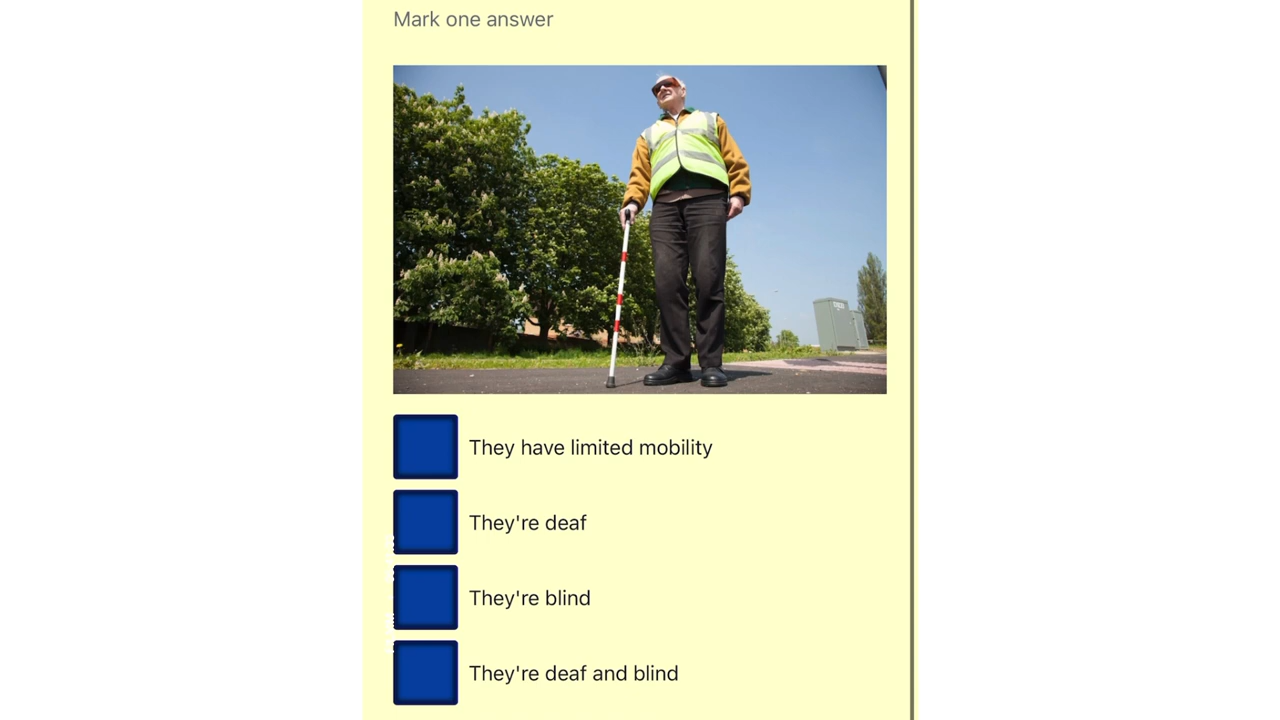 Mark one answer
They have limited mobility
They're deaf
They're blind
They're deaf and blind